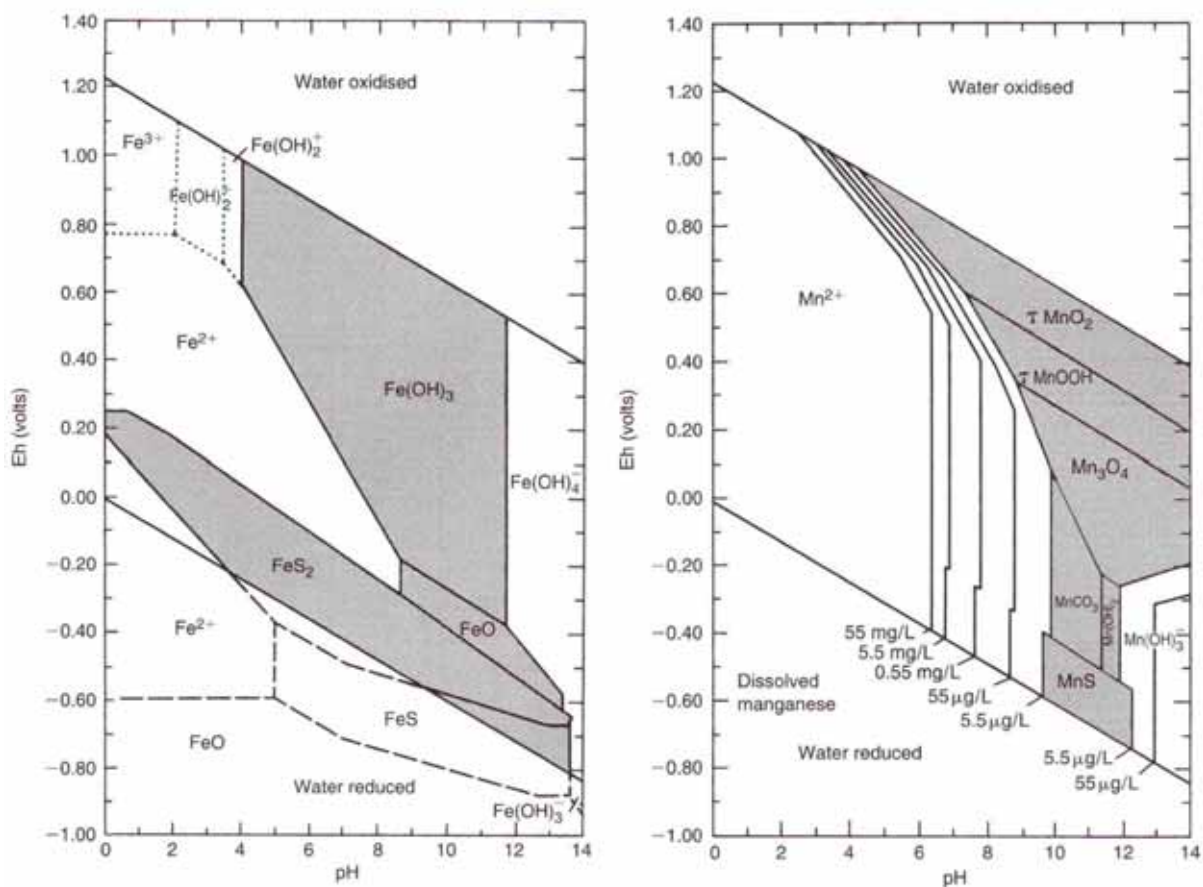 1.40
1.20
1.00
0.80
0.60
0.40
0.20
0.00
−0.20
−0.40
−0.60
−0.80
−1.00
Eh (volts)
0
2
4
6
8
10
12
14
pH
Water oxidised
Fe3+
Fe(OH)2+
Fe2+
Fe(OH)3
Fe(OH)4−
FeS2
FeO
Fe2+
FeS
FeO
Water reduced
Fe(OH)3−
1.40
1.20
1.00
0.80
0.60
0.40
0.20
0.00
−0.20
−0.40
−0.60
−0.80
−1.00
Eh (volts)
0
2
4
6
8
10
12
14
pH
Water oxidised
Mn2+
τ MnO2
τ MnOOH
Mn3O4
MnCO3
Mn(OH)2
Mn(OH)3−
MnS
55 mg/L
5.5 mg/L
0.55 mg/L
55 µg/L
5.5 µg/L
5.5 µg/L
55 µg/L
Dissolved
manganese
Water reduced